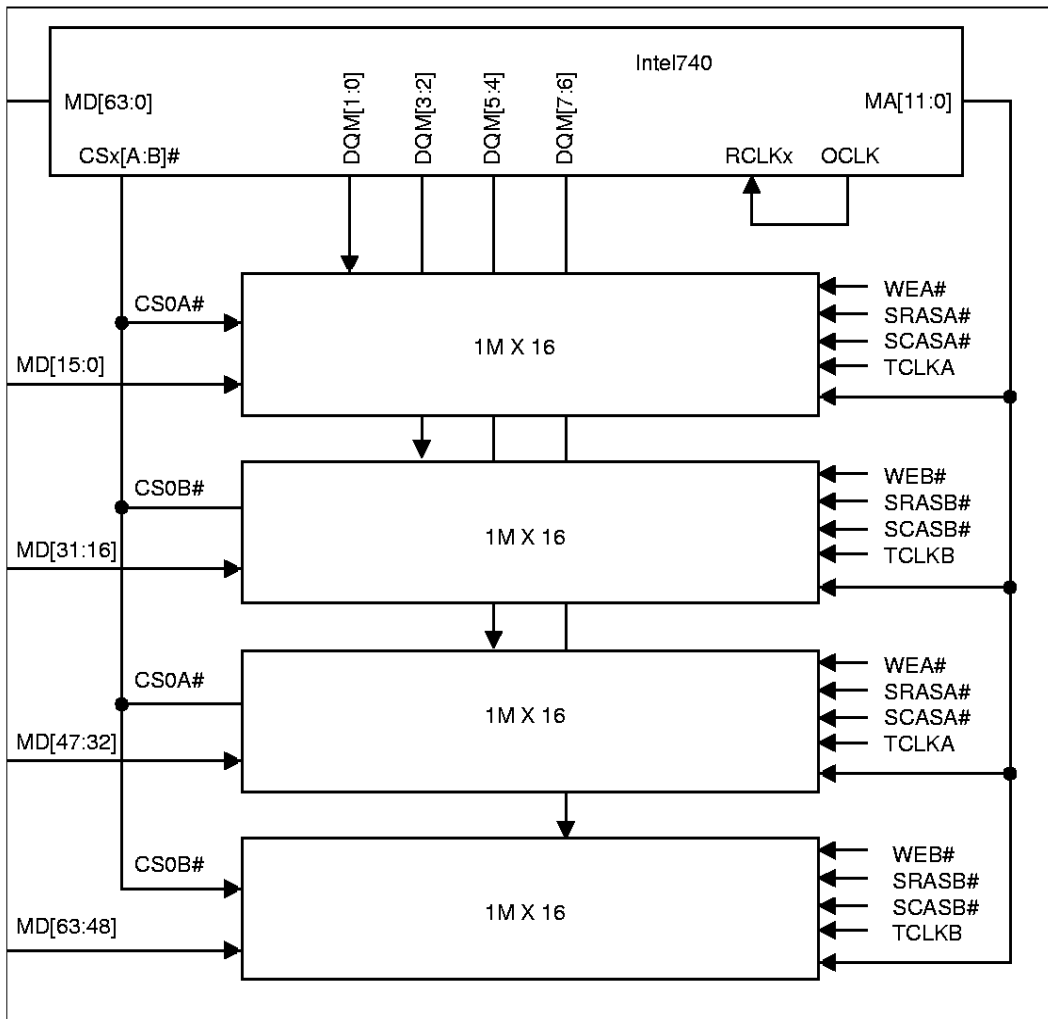 Intel740
MD[63:0]
DQM[1:0]
DQM[3:2]
DQM[5:4]
DQM[7:6]
MA[11:0]
CSx[A:B]#
RCLKx
OCLK
CS0A#
MD[15:0]
1M X 16
WEA#
SRASA#
SCASA#
TCLKA
CS0B#
MD[31:16]
1M X 16
WEB#
SRASB#
SCASB#
TCLKB
CS0A#
MD[47:32]
1M X 16
WEA#
SRASA#
SCASA#
TCLKA
CS0B#
MD[63:48]
1M X 16
WEB#
SRASB#
SCASB#
TCLKB